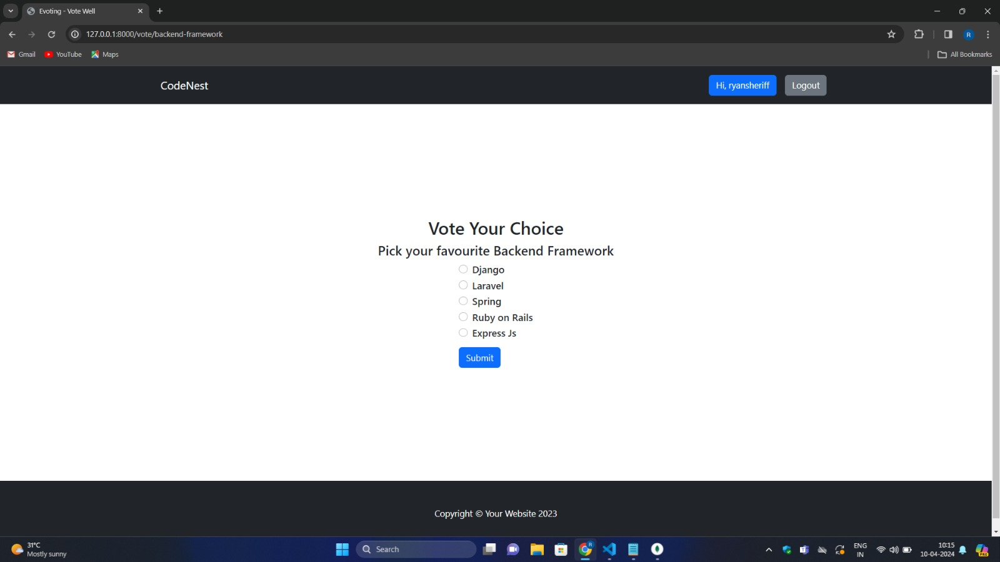 Evoting - Vote Well
127.0.0.1:8000/vote/backend-framework
Gmail YouTube Maps All Bookmarks
CodeNest Hi, ryansheriff Logout
Vote Your Choice
Pick your favourite Backend Framework
Django
Laravel
Spring
Ruby on Rails
Express Js
Submit
Copyright © Your Website 2023
31°C
Mostly sunny
Search
ENG
IN
10:15
10-04-2024